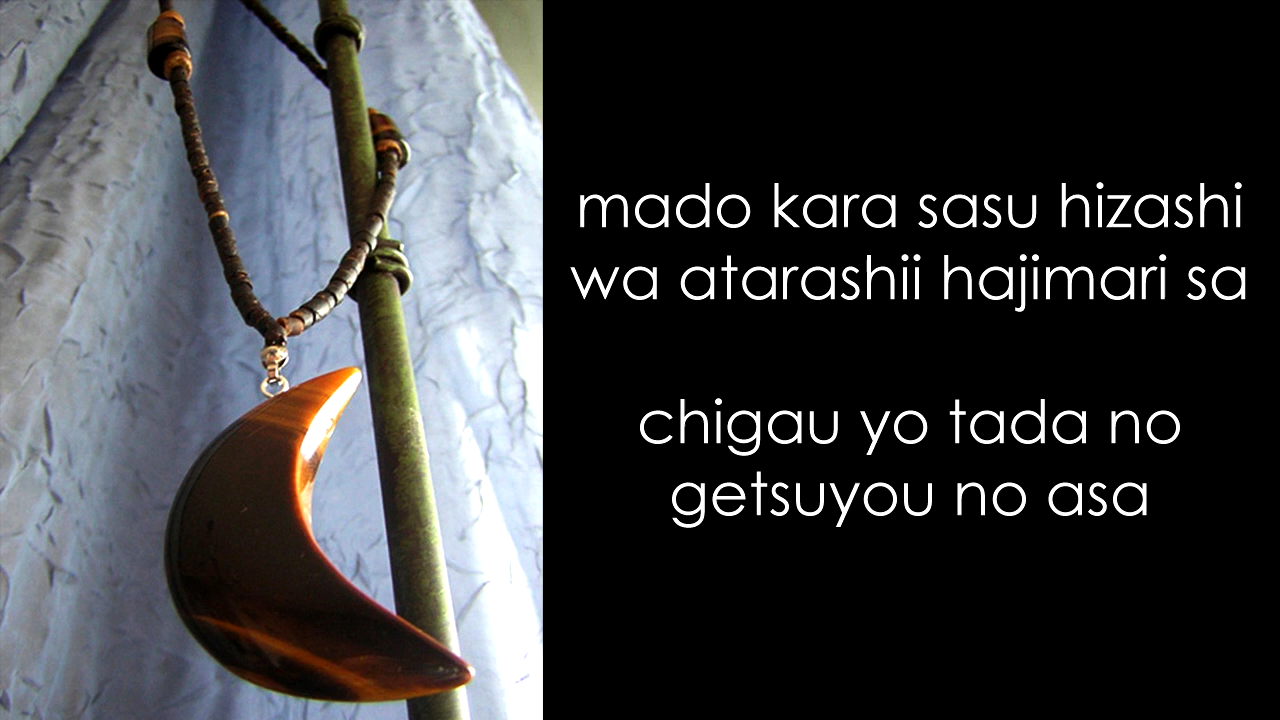 mado kara sasu hizashi
wa atarashii hajimari sa
chigau yo tada no
getsuyou no asa